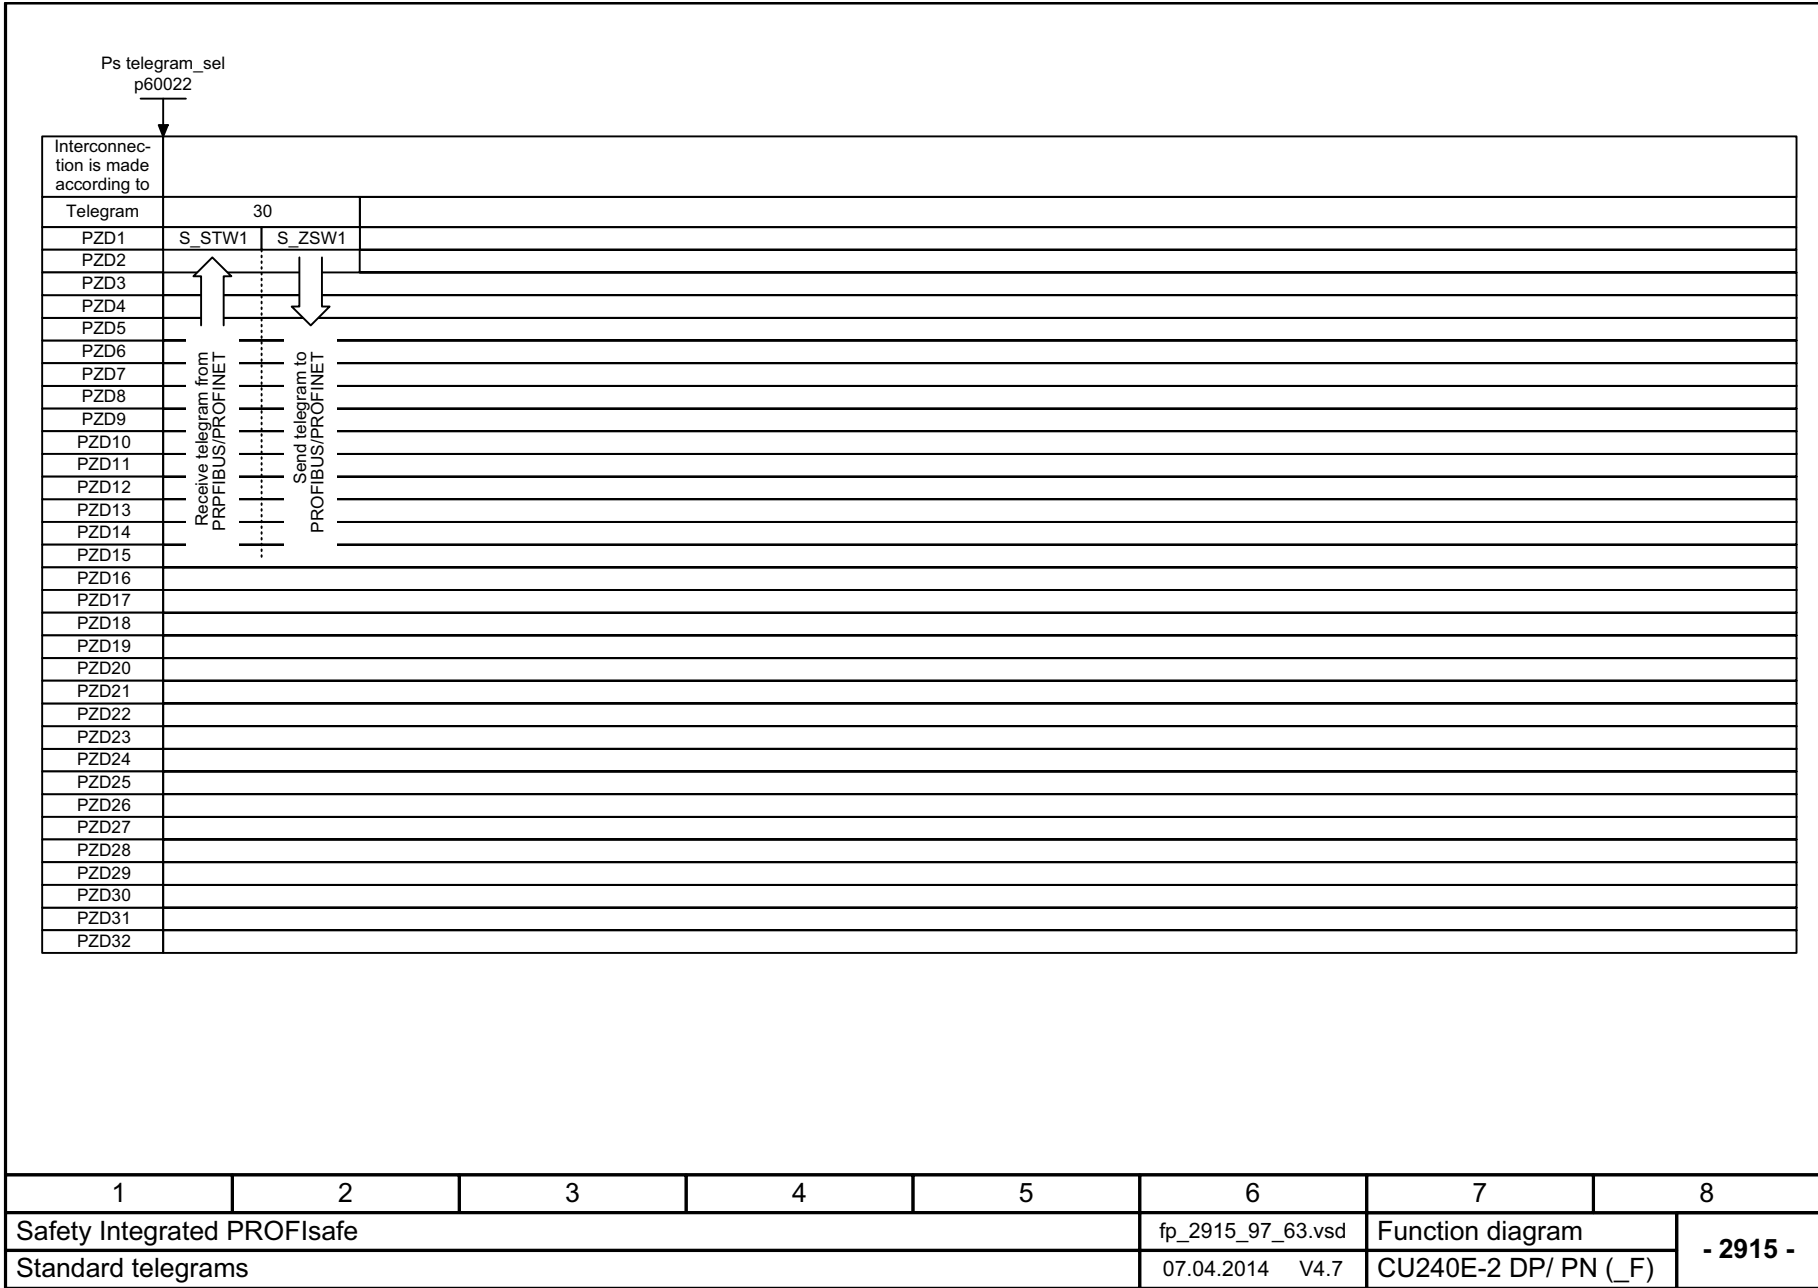 Ps telegram_sel
p60022
Interconnec-
tion is made
according to
Telegram 30
PZD1 S_STW1 S_ZSW1
PZD2
PZD3
PZD4
PZD5
PZD6
PZD7
PZD8
PZD9
PZD10
PZD11
PZD12
PZD13
PZD14
PZD15
PZD16
PZD17
PZD18
PZD19
PZD20
PZD21
PZD22
PZD23
PZD24
PZD25
PZD26
PZD27
PZD28
PZD29
PZD30
PZD31
PZD32
Receive telegram from
PRPFIBUS/PROFINET
Send telegram to
PROFIBUS/PROFINET
1 2 3 4 5 6 7 8
Safety Integrated PROFIsafe fp_2915_97_63.vsd Function diagram
- 2915 -
Standard telegrams 07.04.2014 V4.7 CU240E-2 DP/ PN (_F)